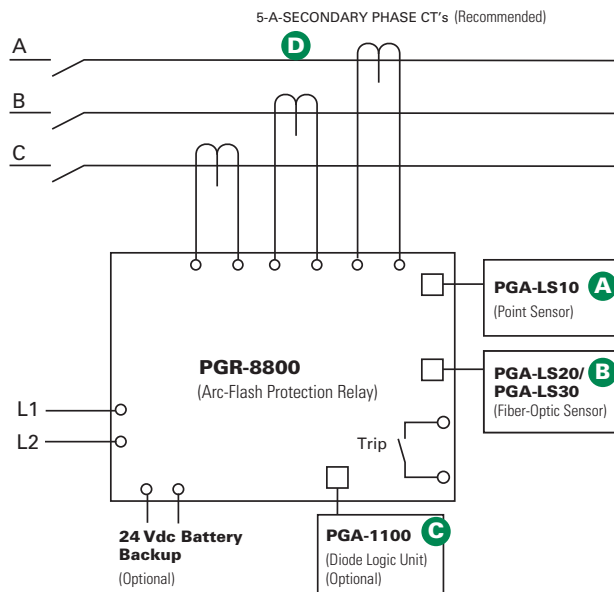 5-A-SECONDARY PHASE CT's (Recommended)
D
A
B
C
PGA-LS10 A
(Point Sensor)
PGR-8800
(Arc-Flash Protection Relay)
PGA-LS20/ B
PGA-LS30
(Fiber-Optic Sensor)
L1
L2
Trip
24 Vdc Battery
Backup
(Optional)
PGA-1100 C
(Diode Logic Unit)
(Optional)